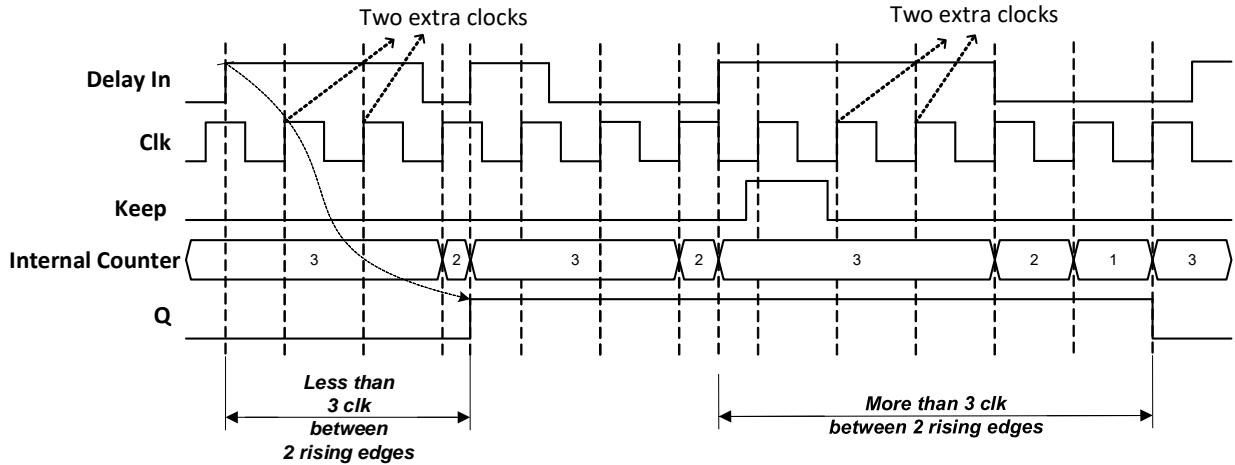 Two extra clocks
Two extra clocks
Delay In
Clk
Keep
Internal Counter
3
2
3
2
3
2
1
3
Q
Less than
3 clk
between
2 rising edges
More than 3 clk
between 2 rising edges